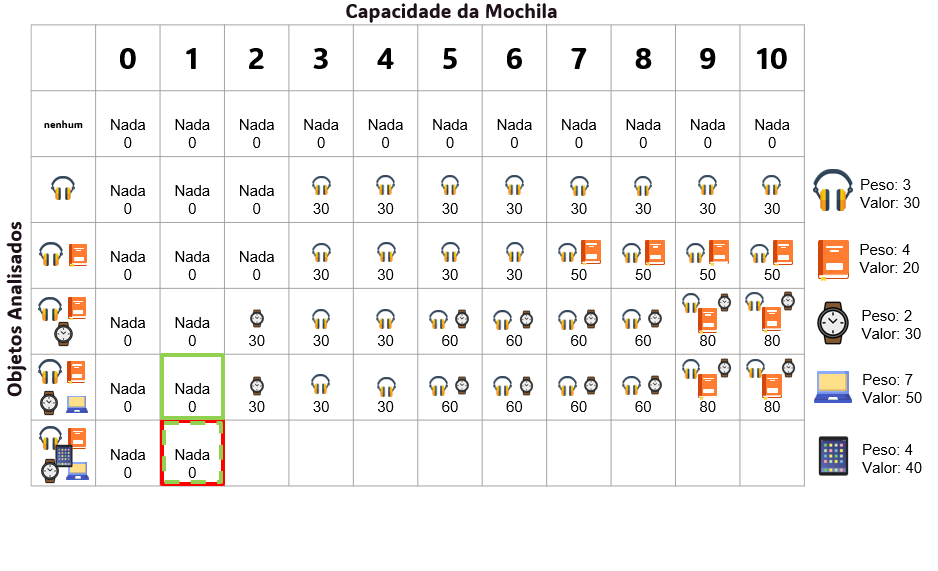 Capacidade da Mochila
0 1 2 3 4 5 6 7 8 9 10
Objetos Analisados
nenhum
Nada Nada Nada Nada Nada Nada Nada Nada Nada Nada Nada
0 0 0 0 0 0 0 0 0 0 0
Nada Nada Nada
0 0 0 30 30 30 30 30 30 30 30
Peso: 3
Valor: 30
Nada Nada Nada
0 0 0 30 30 30 30 50 50 50 50
Peso: 4
Valor: 20
Nada Nada
0 0 30 30 30 60 60 60 60 80 80
Peso: 2
Valor: 30
Nada Nada
0 0 30 30 30 60 60 60 60 80 80
Peso: 7
Valor: 50
Nada Nada
0 0
Peso: 4
Valor: 40